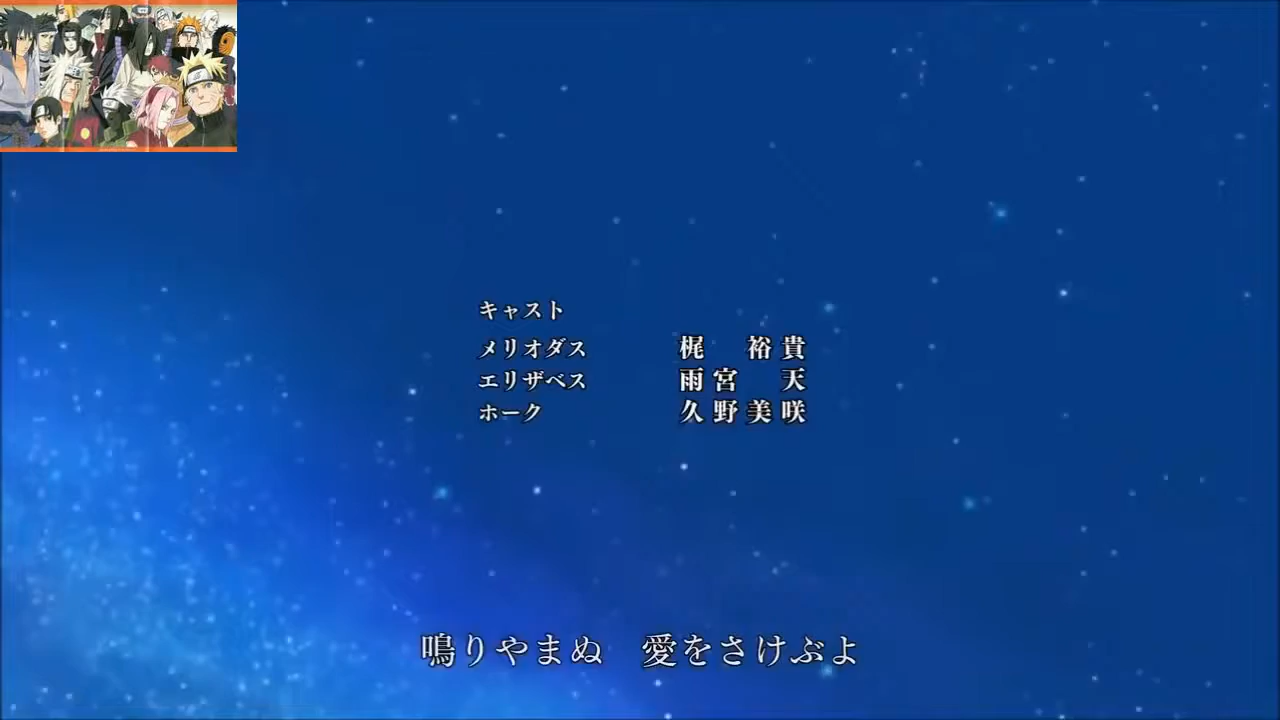 キャスト
メリオダス 梶 裕貴
エリザベス 雨宮 天
ホーク 久野美咲
鳴りやまぬ 愛をさけぶよ